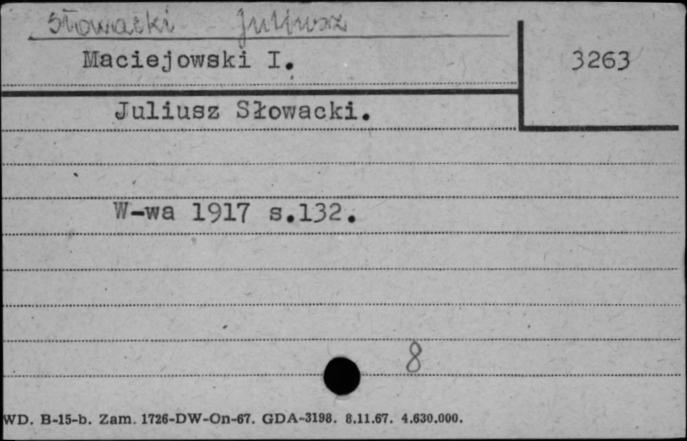 Słowacki Juliusz
Maciejowski I.
3263
Juliusz Słowacki.
W-wa 1917 s.132.
8
WD. B-15-b. Zam. 1726-DW-On-67. GDA-3198. 8.11.67. 4.630.000.